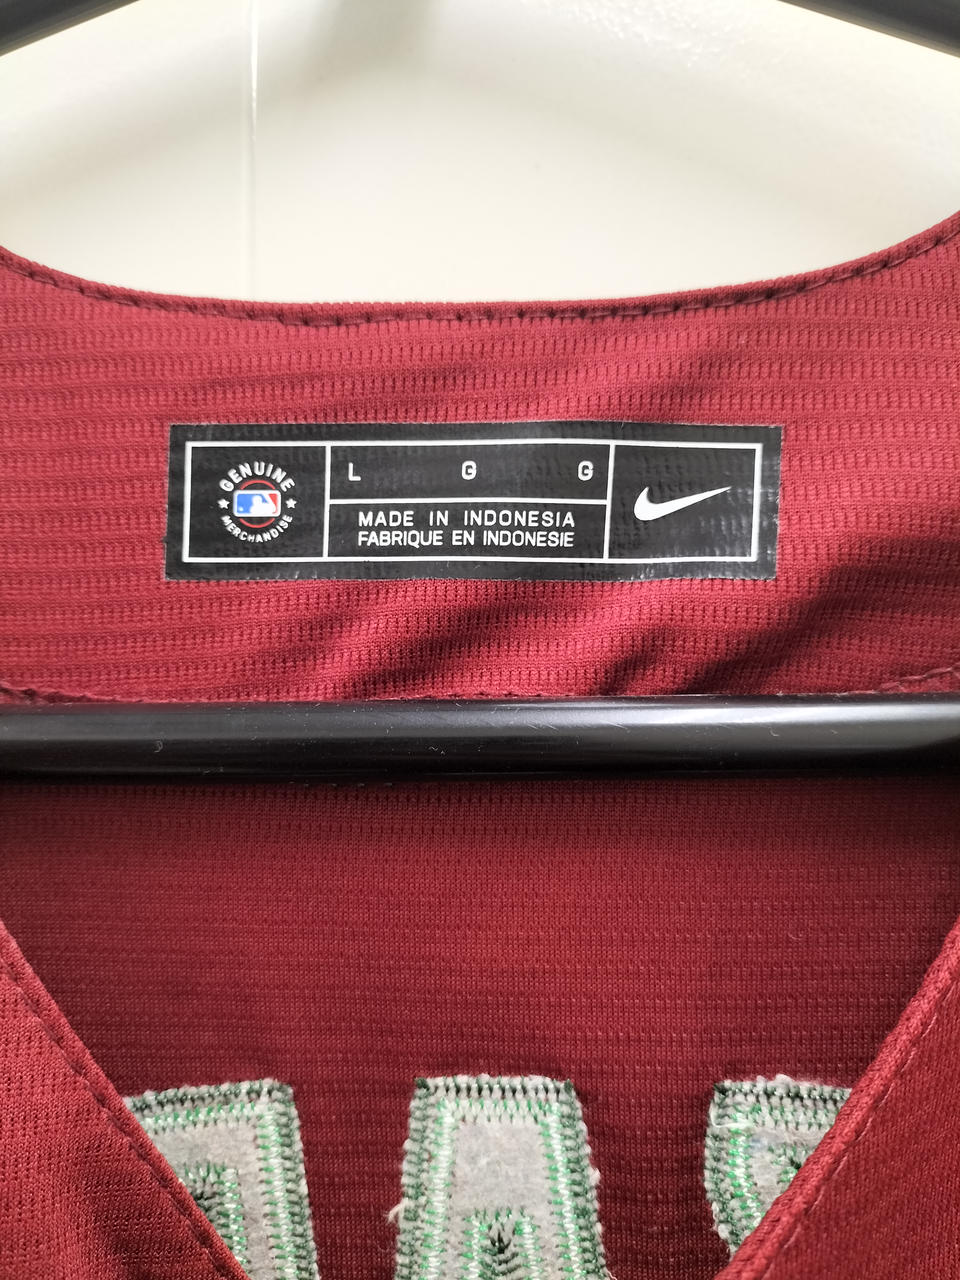 GENUINE
MERCHANDISE
L G G
MADE IN INDONESIA
FABRIQUE EN INDONESIE